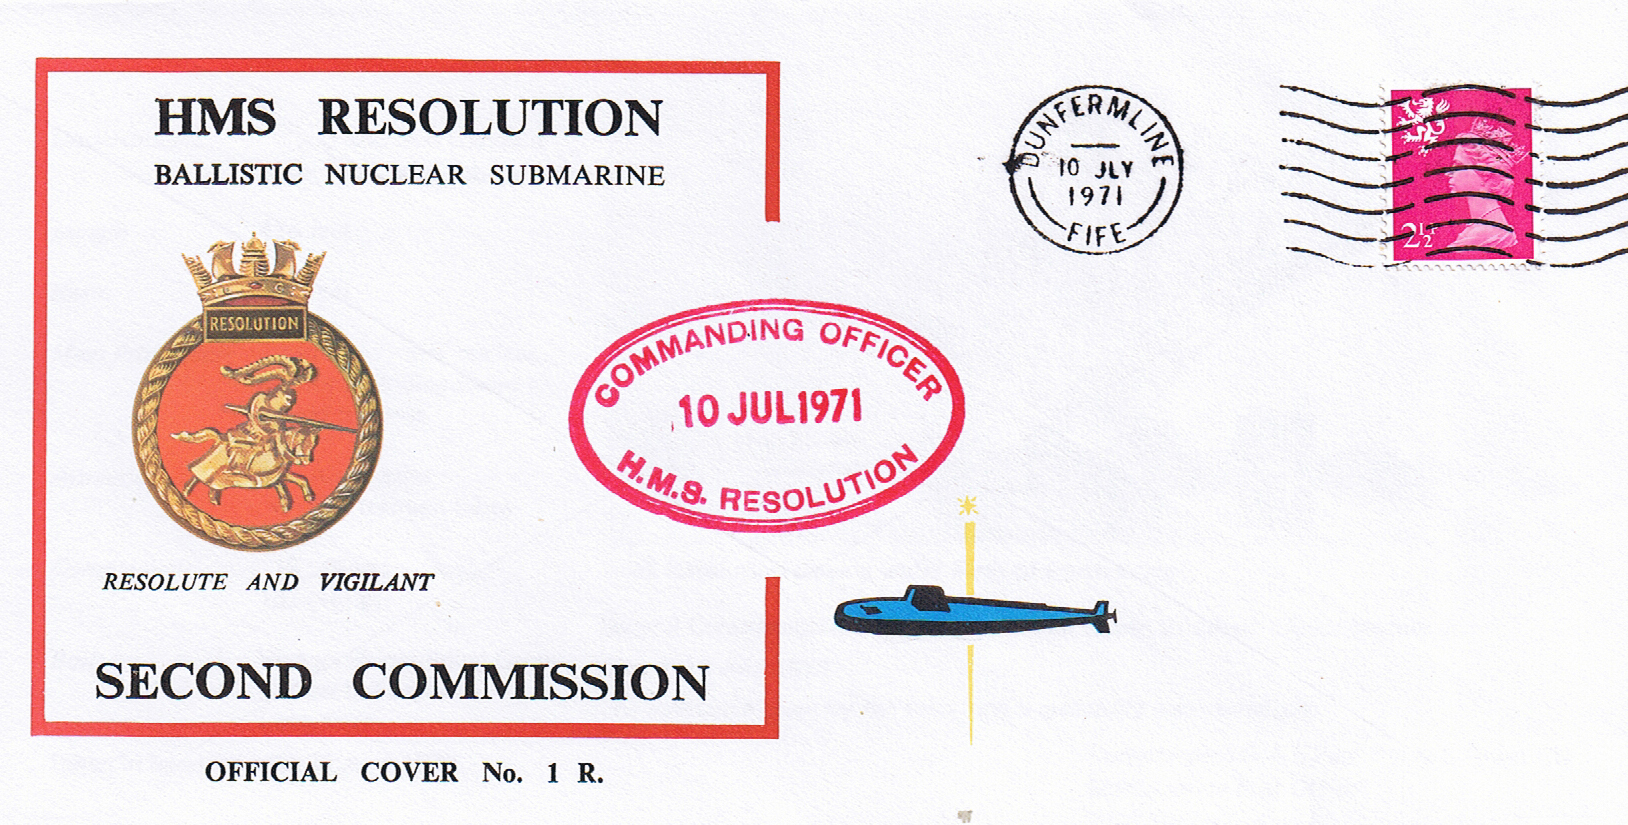 HMS RESOLUTION
BALLISTIC NUCLEAR SUBMARINE
RESOLUTION
RESOLUTE AND VIGILANT
SECOND COMMISSION
OFFICIAL COVER No. 1 R.
COMMANDING OFFICER
10 JUL 1971
H.M.S. RESOLUTION
DUNFERMLINE
10 JLY
1971
FIFE
2½P